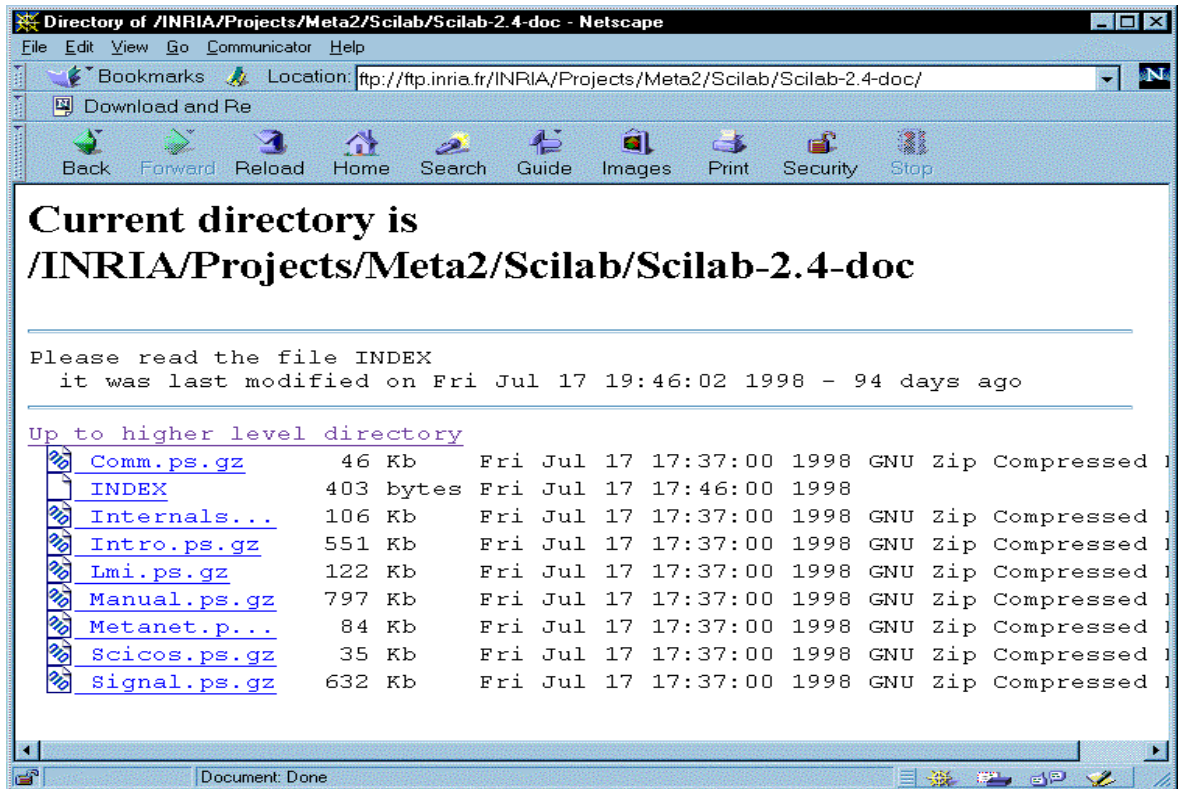 Directory of /INRIA/Projects/Meta2/Scilab/Scilab-2.4-doc - Netscape
File Edit View Go Communicator Help
Bookmarks Location: ftp://ftp.inria.fr/INRIA/Projects/Meta2/Scilab/Scilab-2.4-doc/ N
Download and Re
Back Forward Reload Home Search Guide Images Print Security Stop
Current directory is
/INRIA/Projects/Meta2/Scilab/Scilab-2.4-doc
Please read the file INDEX
it was last modified on Fri Jul 17 19:46:02 1998 - 94 days ago
Up to higher level directory
Comm.ps.gz 46 Kb Fri Jul 17 17:37:00 1998 GNU Zip Compressed
INDEX 403 bytes Fri Jul 17 17:46:00 1998
Internals... 106 Kb Fri Jul 17 17:37:00 1998 GNU Zip Compressed
Intro.ps.gz 551 Kb Fri Jul 17 17:37:00 1998 GNU Zip Compressed
Lmi.ps.gz 122 Kb Fri Jul 17 17:37:00 1998 GNU Zip Compressed
Manual.ps.gz 797 Kb Fri Jul 17 17:37:00 1998 GNU Zip Compressed
Metanet.p... 84 Kb Fri Jul 17 17:37:00 1998 GNU Zip Compressed
Scicos.ps.gz 35 Kb Fri Jul 17 17:37:00 1998 GNU Zip Compressed
Signal.ps.gz 632 Kb Fri Jul 17 17:37:00 1998 GNU Zip Compressed
Document: Done